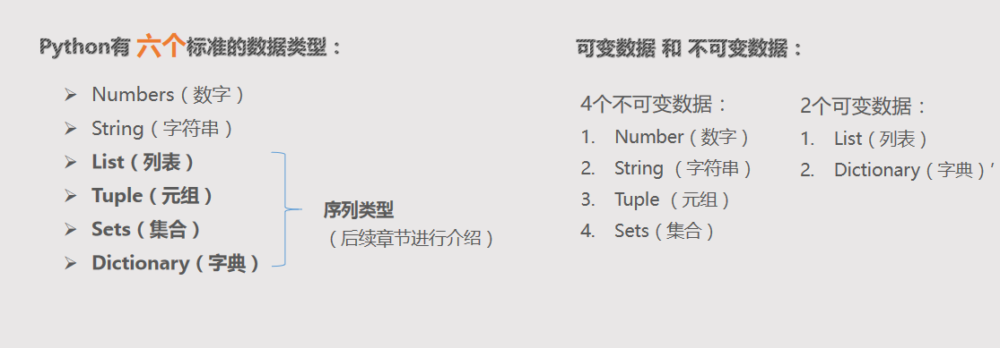 Python有 六个标准的数据类型：
Numbers（数字）
String（字符串）
List（列表）
Tuple（元组）
Sets（集合）
Dictionary（字典）
序列类型
（后续章节进行介绍）
可变数据 和 不可变数据：
4个不可变数据：
1. Number（数字）
2. String （字符串）
3. Tuple （元组）
4. Sets（集合）
2个可变数据：
1. List（列表）
2. Dictionary（字典）’